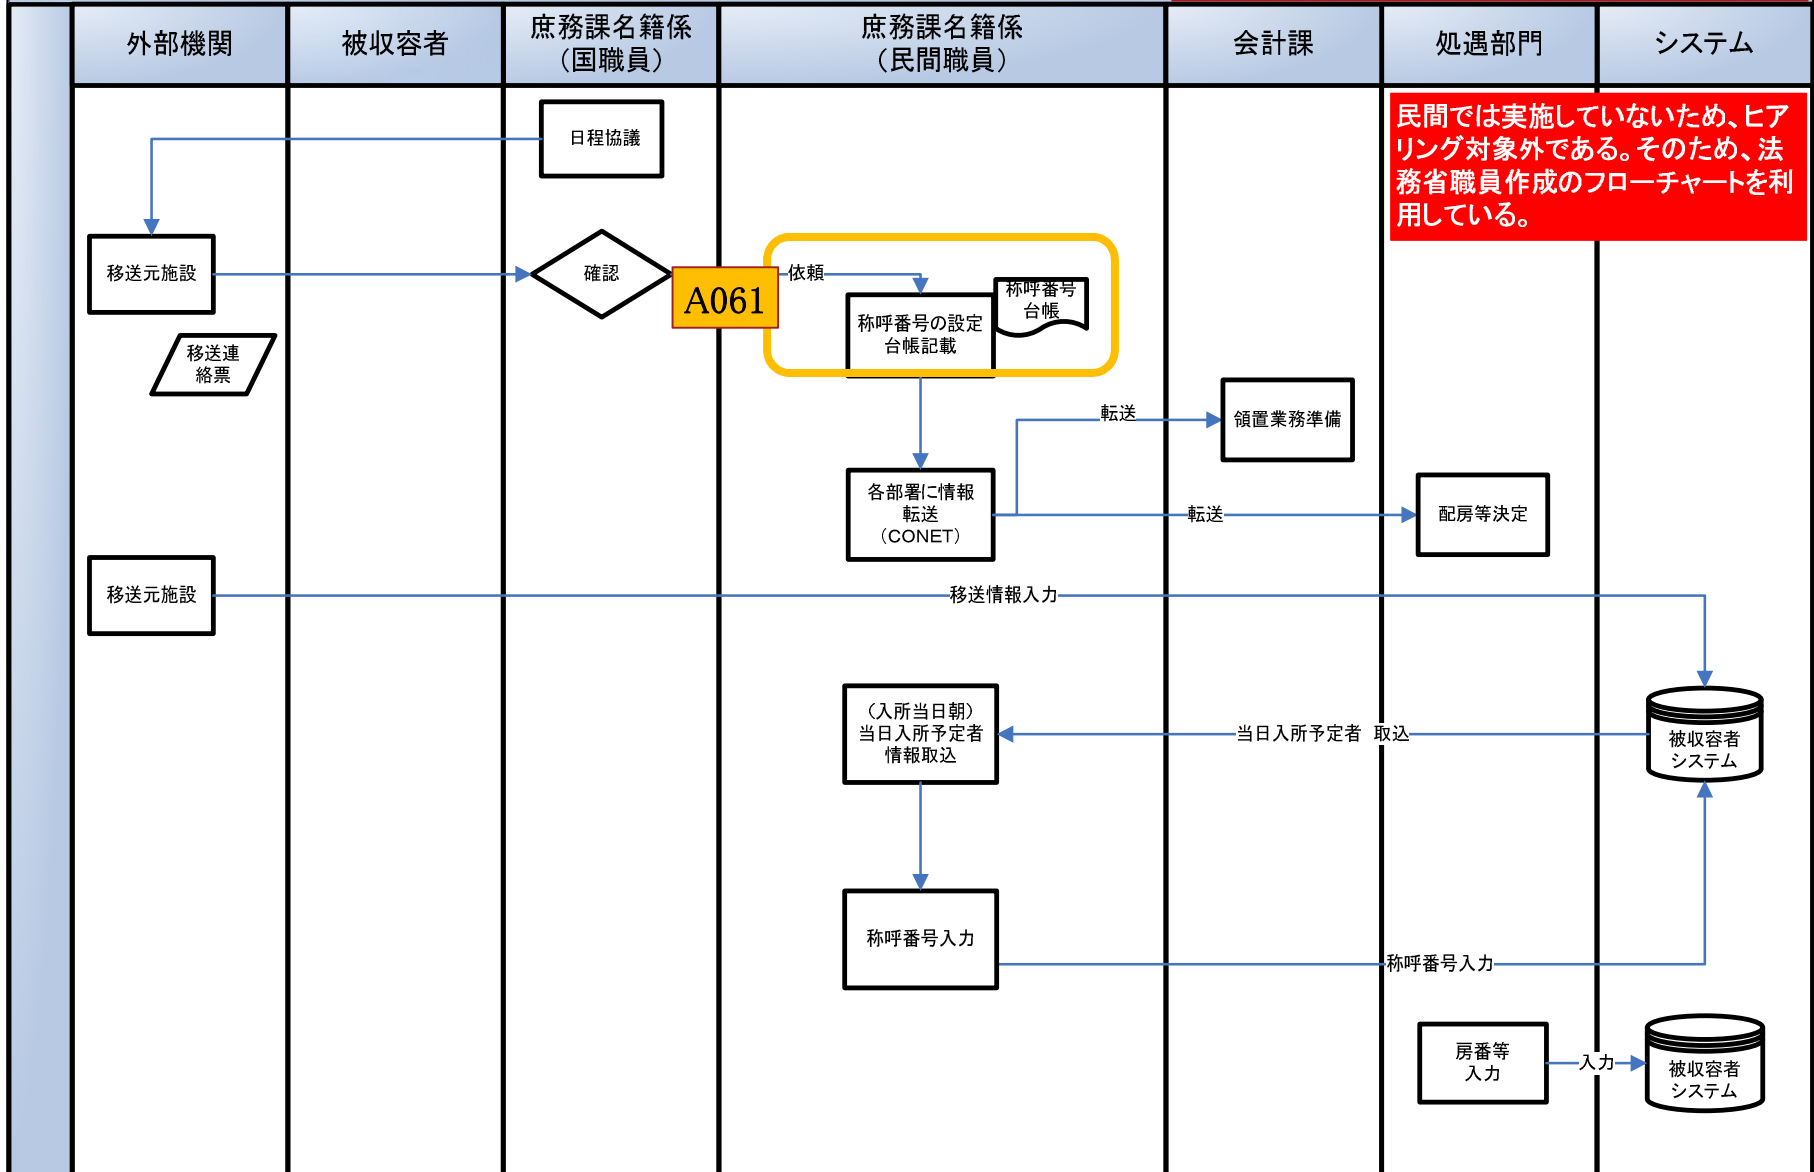 外部機関
被収容者
庶務課名籍係
（国職員）
庶務課名籍係
（民間職員）
会計課
処遇部門
システム
民間では実施していないため、ヒア
リング対象外である。そのため、法
務省職員作成のフローチャートを利
用している。
日程協議
移送元施設
確認
A061
依頼
称呼番号
台帳
称呼番号の設定
台帳記載
移送連
絡票
転送
領置業務準備
各部署に情報
転送
（CONET）
転送
配房等決定
移送元施設
移送情報入力
（入所当日朝）
当日入所予定者
情報取込
当日入所予定者　取込
被収容者
システム
称呼番号入力
称呼番号入力
房番等
入力
入力
被収容者
システム